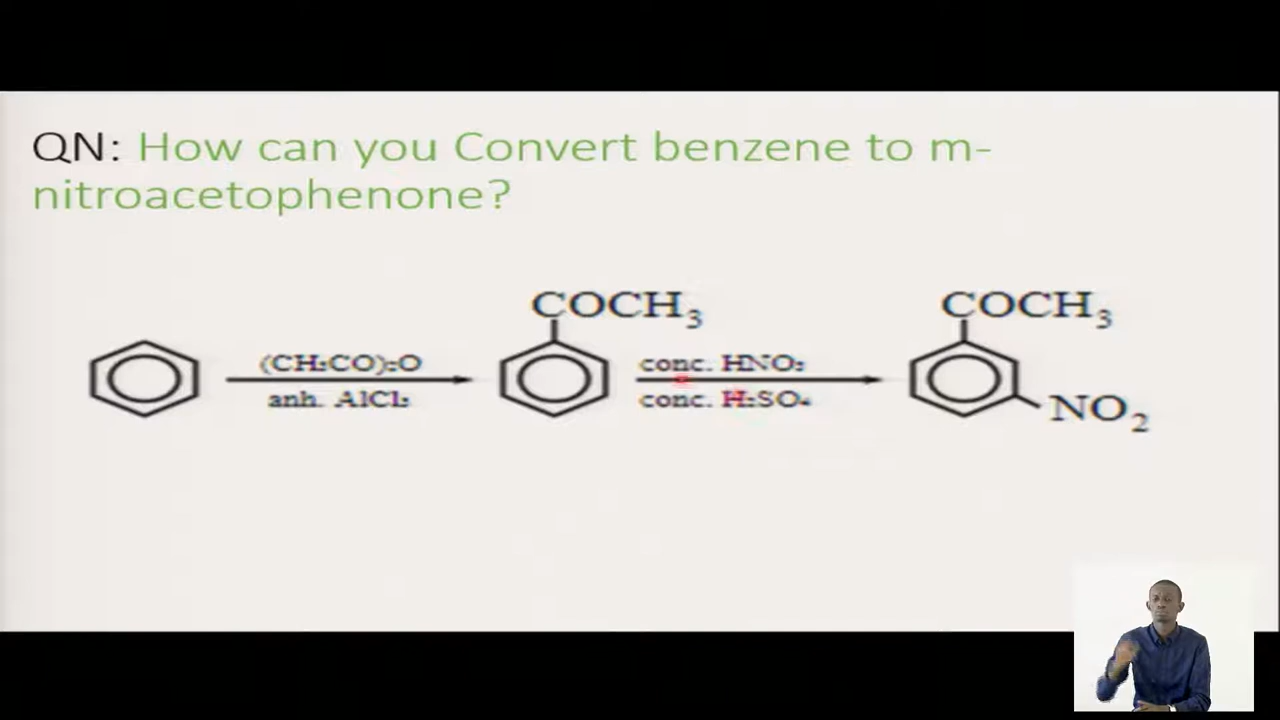 QN: How can you Convert benzene to m-
nitroacetophenone?
COCH₃
COCH₃
(CH₃CO)₂O
conc. HNO₃
anh. AlCl₃
conc. H₂SO₄
NO₂